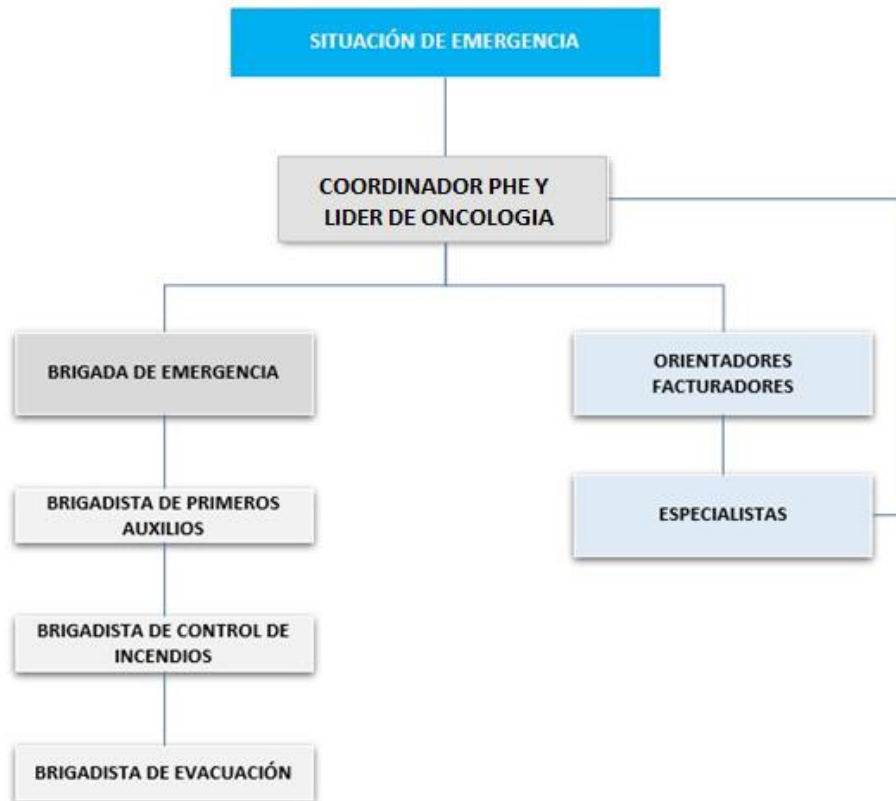 SITUACIÓN DE EMERGENCIA
COORDINADOR PHE Y
LIDER DE ONCOLOGIA
BRIGADA DE EMERGENCIA
ORIENTADORES
FACTURADORES
BRIGADISTA DE PRIMEROS
AUXILIOS
ESPECIALISTAS
BRIGADISTA DE CONTROL DE
INCENDIOS
BRIGADISTA DE EVACUACIÓN